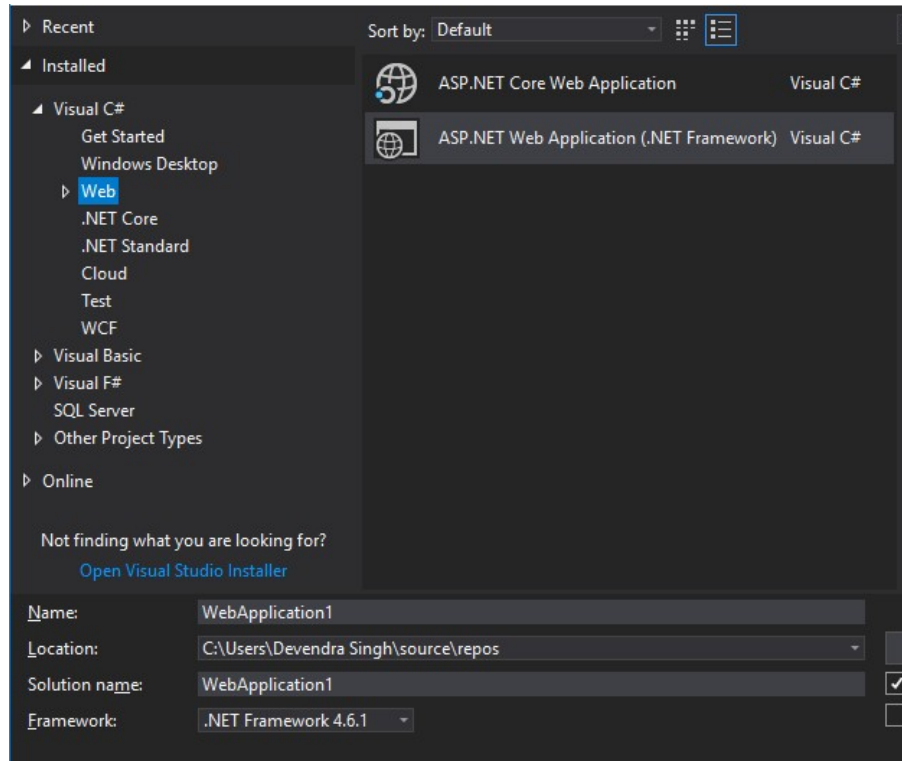 Recent
Installed
Visual C#
Get Started
Windows Desktop
Web
.NET Core
.NET Standard
Cloud
Test
WCF
Visual Basic
Visual F#
SQL Server
Other Project Types
Online
Not finding what you are looking for?
Open Visual Studio Installer
Sort by: Default
ASP.NET Core Web Application Visual C#
ASP.NET Web Application (.NET Framework) Visual C#
Name: WebApplication1
Location: C:\Users\Devendra Singh\source\repos
Solution name: WebApplication1
Framework: .NET Framework 4.6.1